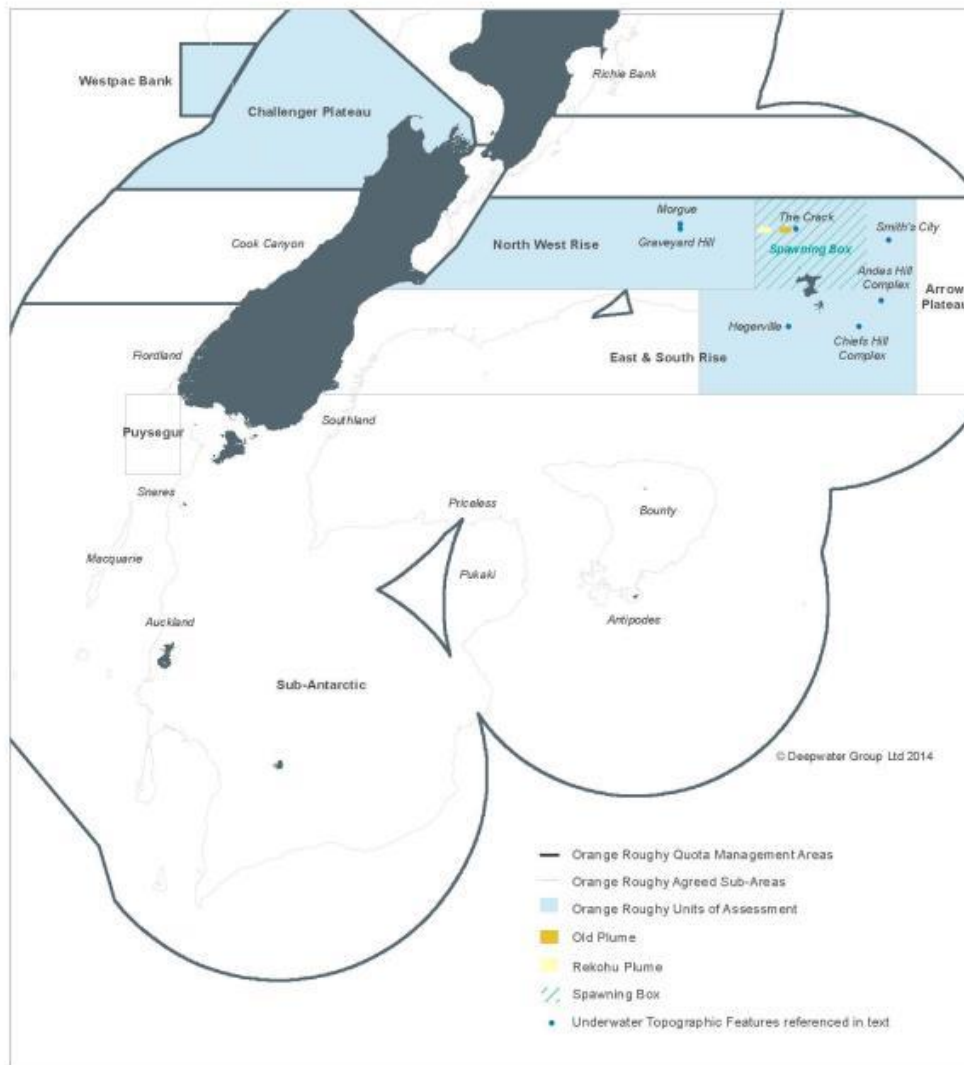 Westpac Bank
Richie Bank
Challenger Plateau
Morgue
The Crack
Smith's City
Cook Canyon
North West Rise
Graveyard Hill
Spawning Box
Andes Hill
Complex
Arrow
Plateau
Hegerville
Chiefs Hill
Complex
Fiordland
East & South Rise
Southland
Puysegur
Snares
Priceless
Bounty
Macquarie
Pukaki
Auckland
Antipodes
Sub-Antarctic
© Deepwater Group Ltd 2014
Orange Roughy Quota Management Areas
Orange Roughy Agreed Sub-Areas
Orange Roughy Units of Assessment
Old Plume
Rekohu Plume
Spawning Box
Underwater Topographic Features referenced in text